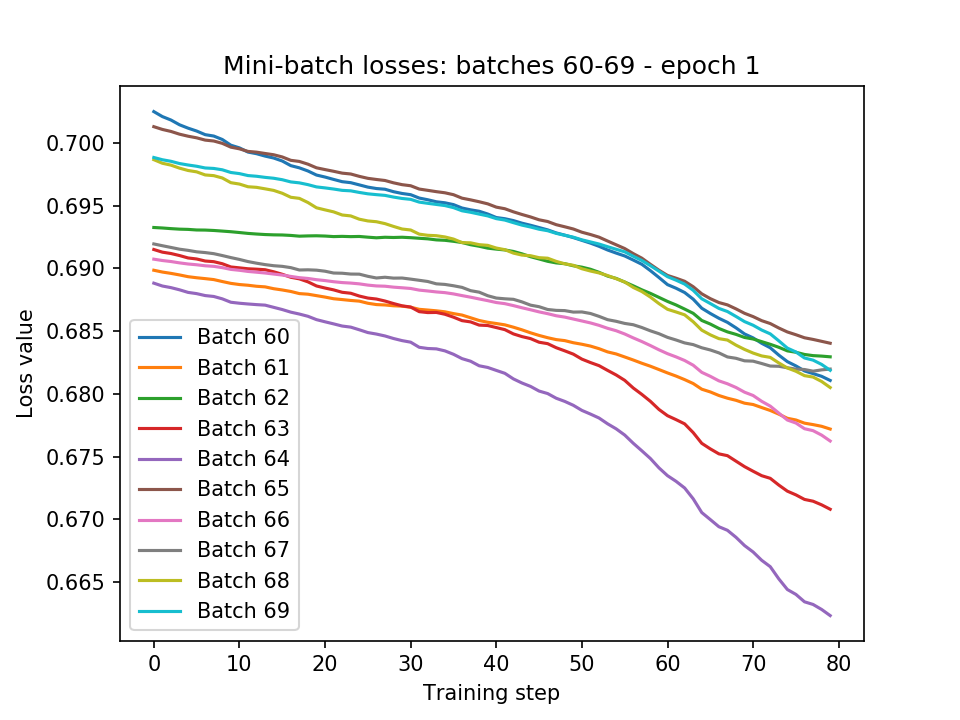 Mini-batch losses: batches 60-69 - epoch 1
Loss value
0.700
0.695
0.690
0.685
0.680
0.675
0.670
0.665
Batch 60
Batch 61
Batch 62
Batch 63
Batch 64
Batch 65
Batch 66
Batch 67
Batch 68
Batch 69
0 10 20 30 40 50 60 70 80
Training step